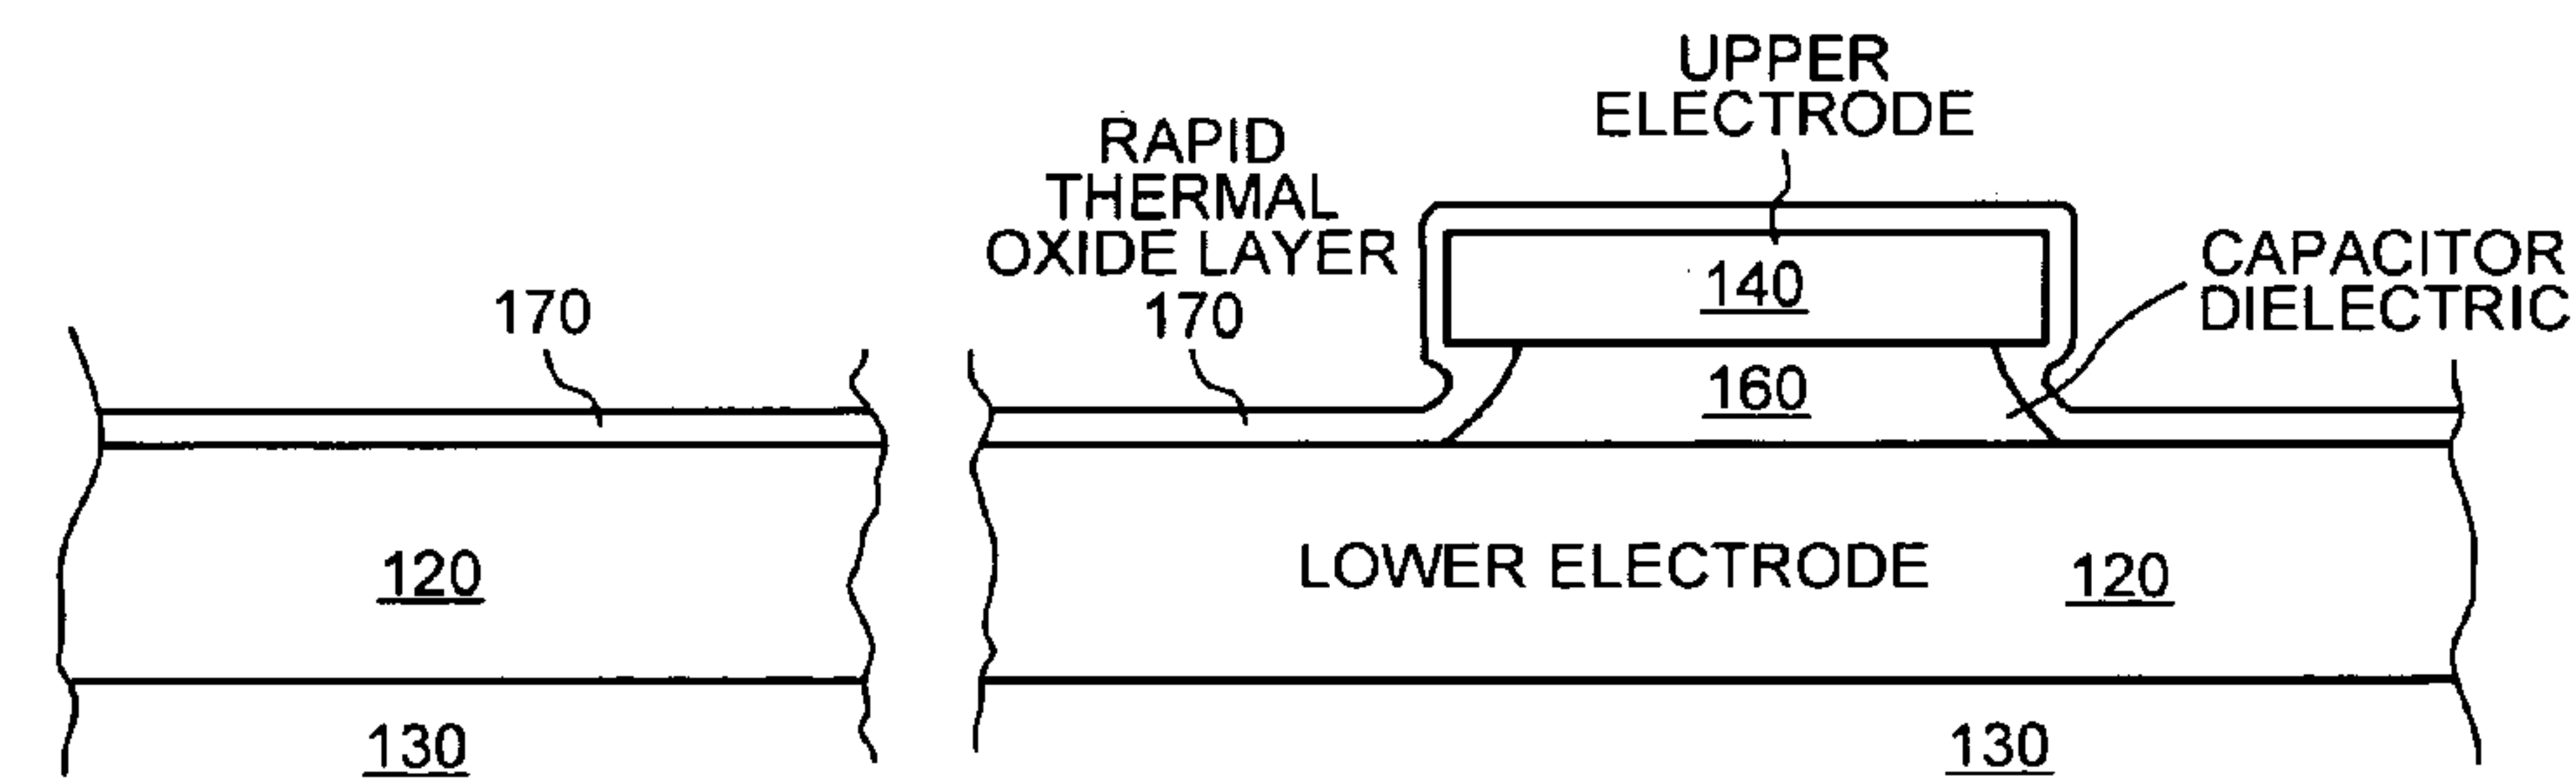 UPPER
ELECTRODE
RAPID
THERMAL
OXIDE LAYER
170
170
140
CAPACITOR
DIELECTRIC
160
120
LOWER ELECTRODE
120
130
130